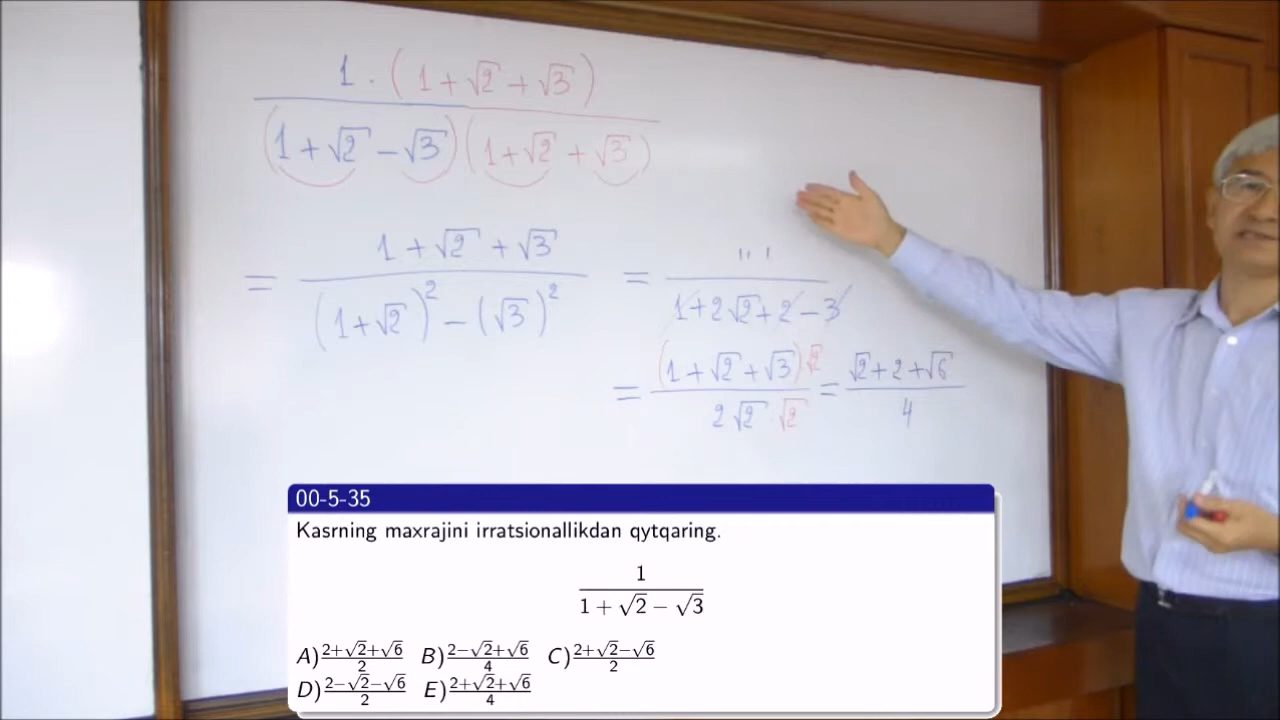 1 · (1 + √2 + √3)
(1 + √2 − √3)(1 + √2 + √3)
= 1 + √2 + √3 / (1+√2)² − (√3)² = ''' / 1+2√2+2−3
= (1 + √2 + √3)√2 / 2√2 · √2 = √2 + 2 + √6 / 4
00-5-35
Kasrning maxrajini irratsionallikdan qytqaring.
1
1 + √2 − √3
A) 2+√2+√6 / 2 B) 2−√2+√6 / 4 C) 2+√2−√6 / 2
D) 2−√2−√6 / 2 E) 2+√2+√6 / 4